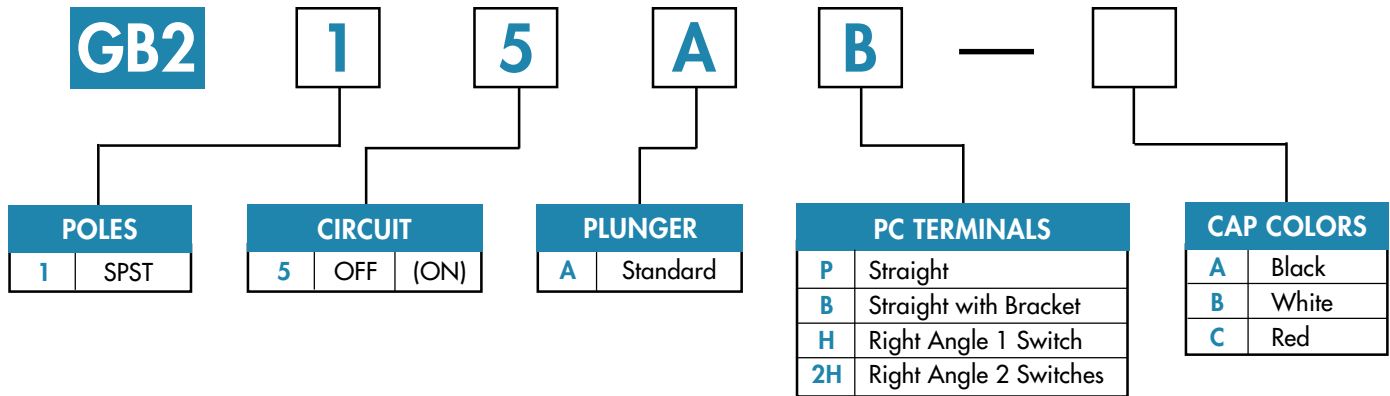 GB2 1 5 A B —
POLES
1 SPST
CIRCUIT
5 OFF (ON)
PLUNGER
A Standard
PC TERMINALS
P Straight
B Straight with Bracket
H Right Angle 1 Switch
2H Right Angle 2 Switches
CAP COLORS
A Black
B White
C Red